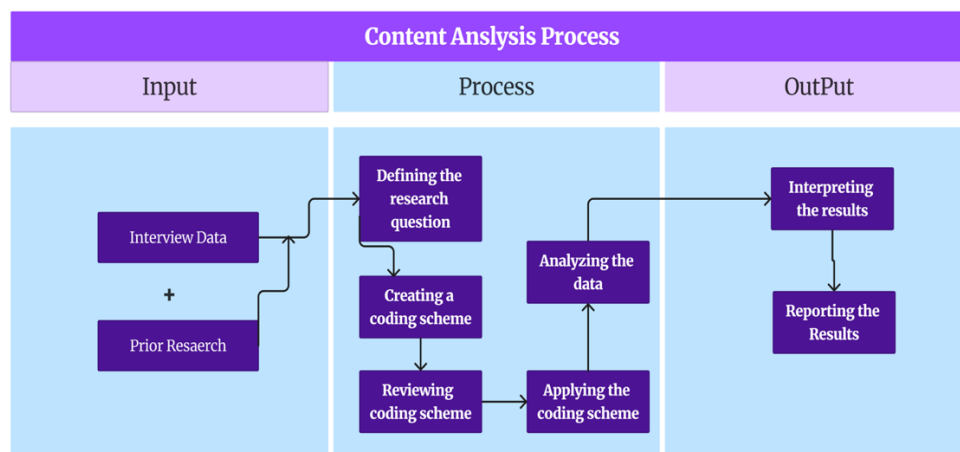 Content Anslysis Process
Input
Process
OutPut
Interview Data
+
Prior Resaerch
Defining the
research
question
Creating a
coding scheme
Reviewing
coding scheme
Applying the
coding scheme
Analyzing the
data
Interpreting
the results
Reporting the
Results